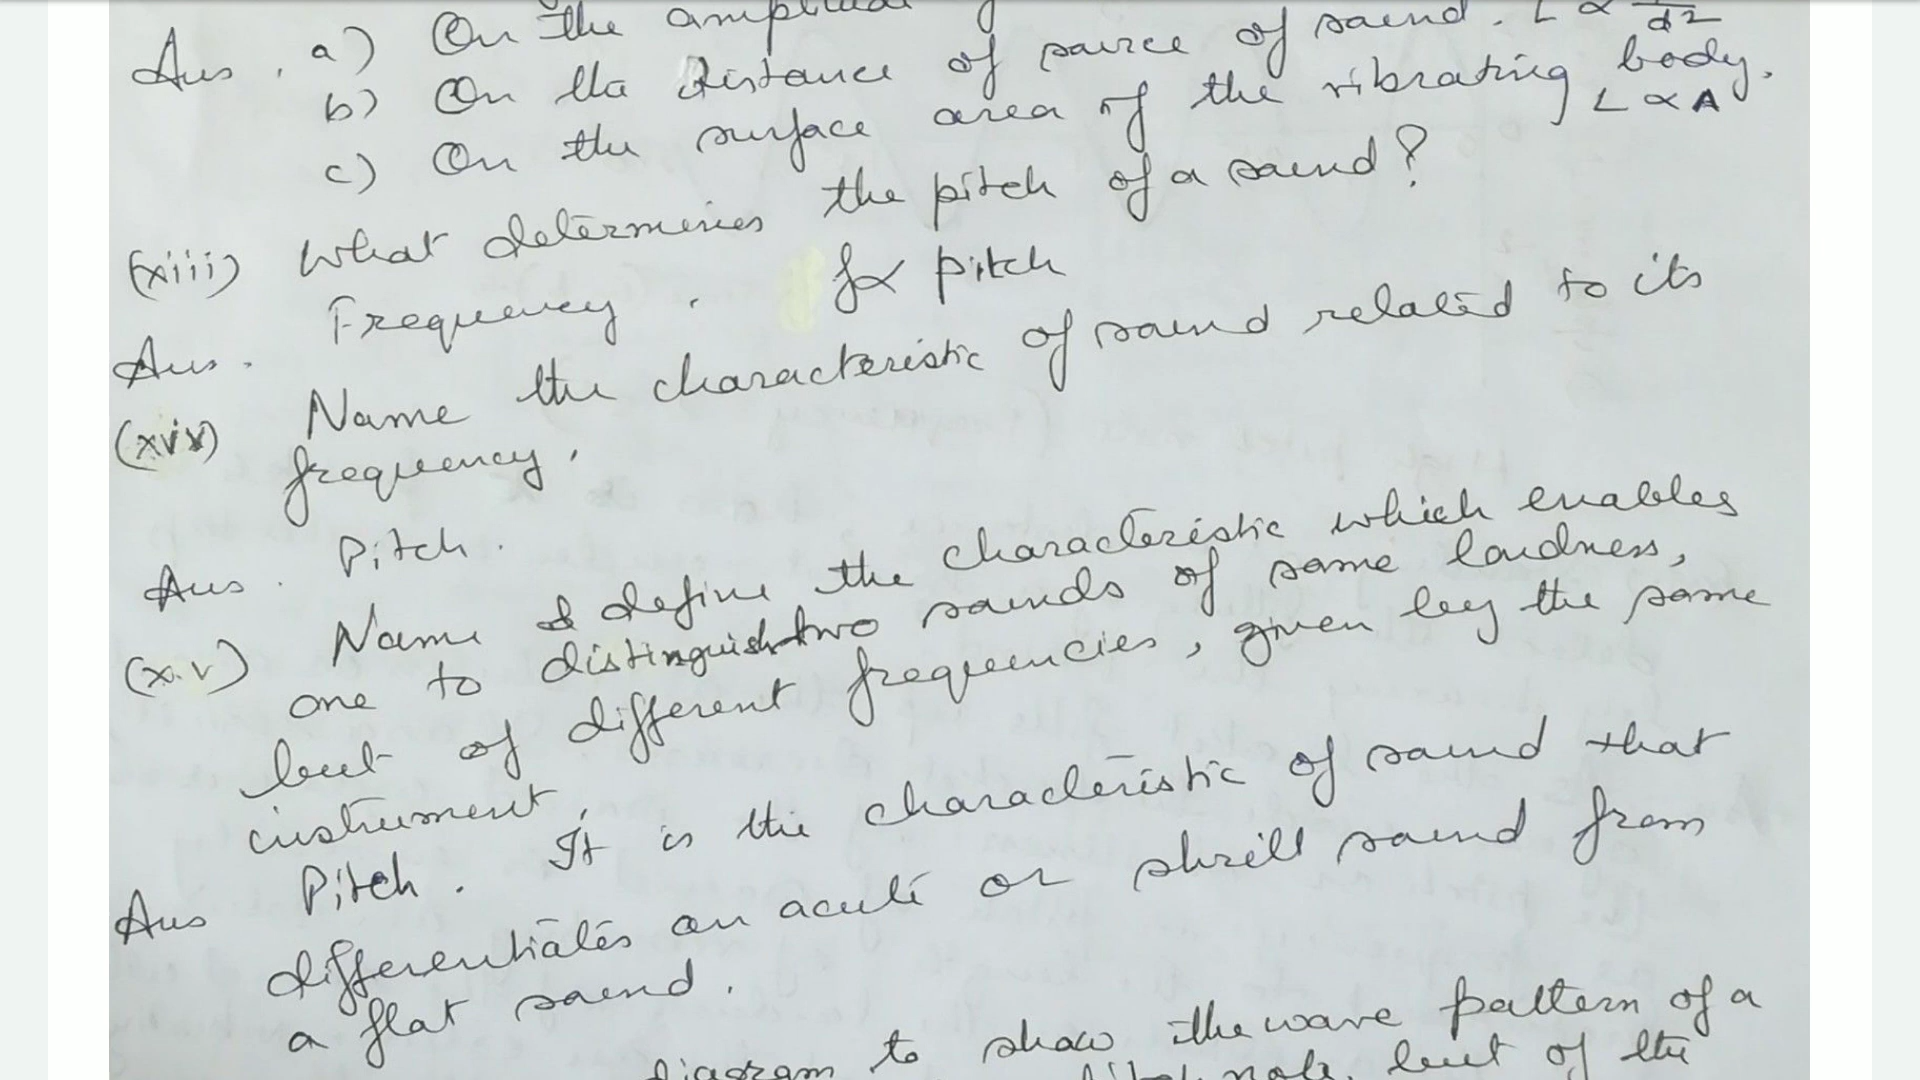 Ans. a) On the
b) On the distance of source of sound. L ∝ 1/d2
c) On the surface area of the vibrating body.
L ∝ A
(xiii) What determines the pitch of a sound?
Ans. Frequency. f ∝ pitch
(xiv) Name the characteristic of sound related to its
frequency.
Ans. Pitch.
(xv) Name & define the characteristic which enables
one to distinguish two sounds of same loudness,
but of different frequencies, given by the same
instrument.
Ans Pitch. It is the characteristic of sound that
differentiates an acute or shrill sound from
a flat sound.
diagram to show the wave pattern of a
note, but of the